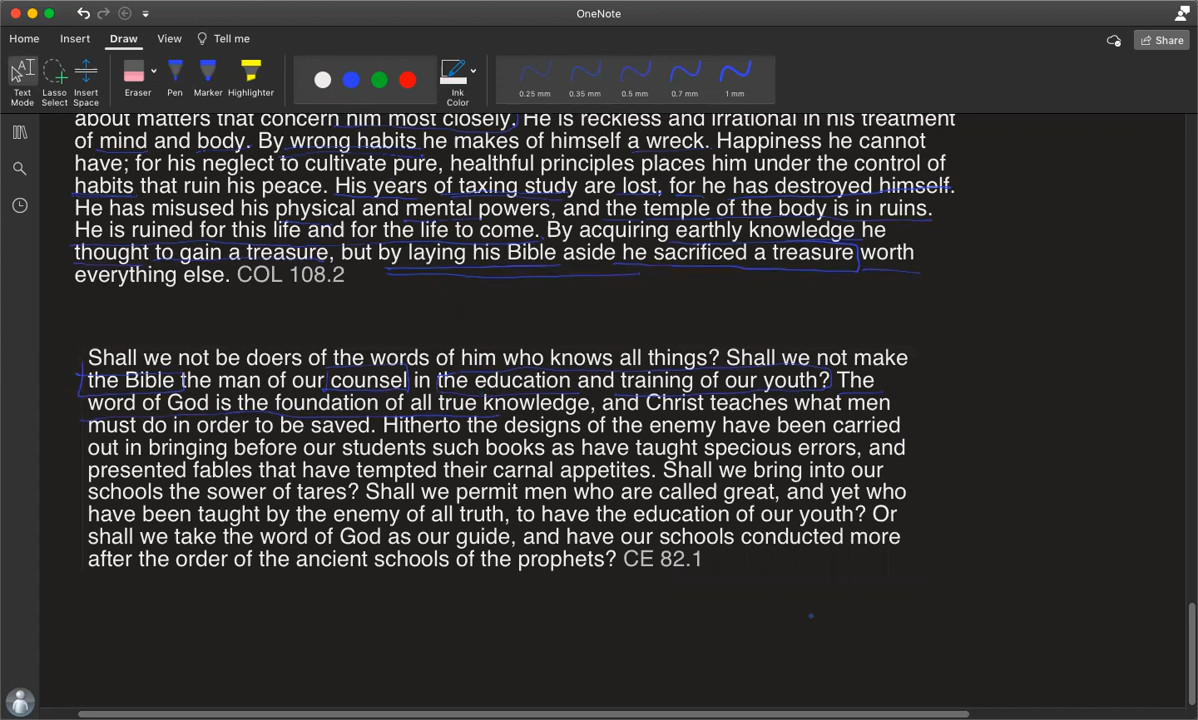 OneNote
Home Insert Draw View Tell me
Share
Text Mode
Lasso Select
Insert Space
Eraser
Pen
Marker
Highlighter
Ink Color
0.25 mm 0.35 mm 0.5 mm 0.7 mm 1 mm
about matters that concern him most closely. He is reckless and irrational in his treatment
of mind and body. By wrong habits he makes of himself a wreck. Happiness he cannot
have; for his neglect to cultivate pure, healthful principles places him under the control of
habits that ruin his peace. His years of taxing study are lost, for he has destroyed himself.
He has misused his physical and mental powers, and the temple of the body is in ruins.
He is ruined for this life and for the life to come. By acquiring earthly knowledge he
thought to gain a treasure, but by laying his Bible aside he sacrificed a treasure worth
everything else. COL 108.2
Shall we not be doers of the words of him who knows all things? Shall we not make
the Bible the man of our counsel in the education and training of our youth? The
word of God is the foundation of all true knowledge, and Christ teaches what men
must do in order to be saved. Hitherto the designs of the enemy have been carried
out in bringing before our students such books as have taught specious errors, and
presented fables that have tempted their carnal appetites. Shall we bring into our
schools the sower of tares? Shall we permit men who are called great, and yet who
have been taught by the enemy of all truth, to have the education of our youth? Or
shall we take the word of God as our guide, and have our schools conducted more
after the order of the ancient schools of the prophets? CE 82.1